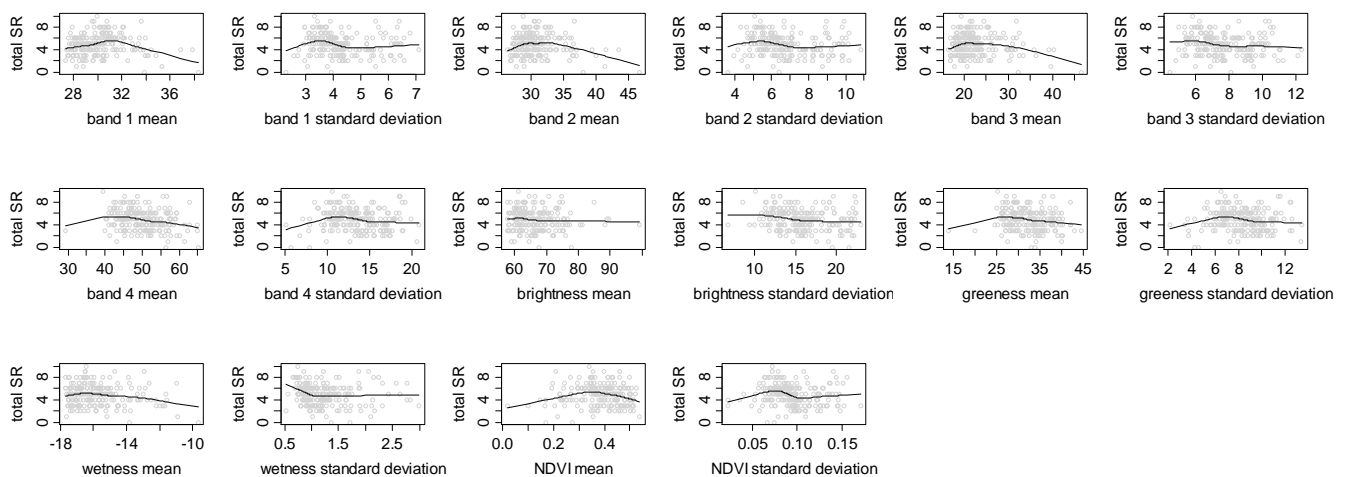 total SR
0 4 8
28 32 36
band 1 mean
total SR
0 4 8
3 4 5 6 7
band 1 standard deviation
total SR
0 4 8
30 35 40 45
band 2 mean
total SR
0 4 8
4 6 8 10
band 2 standard deviation
total SR
0 4 8
20 30 40
band 3 mean
total SR
0 4 8
6 8 10 12
band 3 standard deviation
total SR
0 4 8
30 40 50 60
band 4 mean
total SR
0 4 8
5 10 15 20
band 4 standard deviation
total SR
0 4 8
60 70 80 90
brightness mean
total SR
0 4 8
10 15 20
brightness standard deviation
total SR
0 4 8
15 25 35 45
greeness mean
total SR
0 4 8
2 4 6 8 12
greeness standard deviation
total SR
0 4 8
-18 -14 -10
wetness mean
total SR
0 4 8
0.5 1.5 2.5
wetness standard deviation
total SR
0 4 8
0.0 0.2 0.4
NDVI mean
total SR
0 4 8
0.05 0.10 0.15
NDVI standard deviation